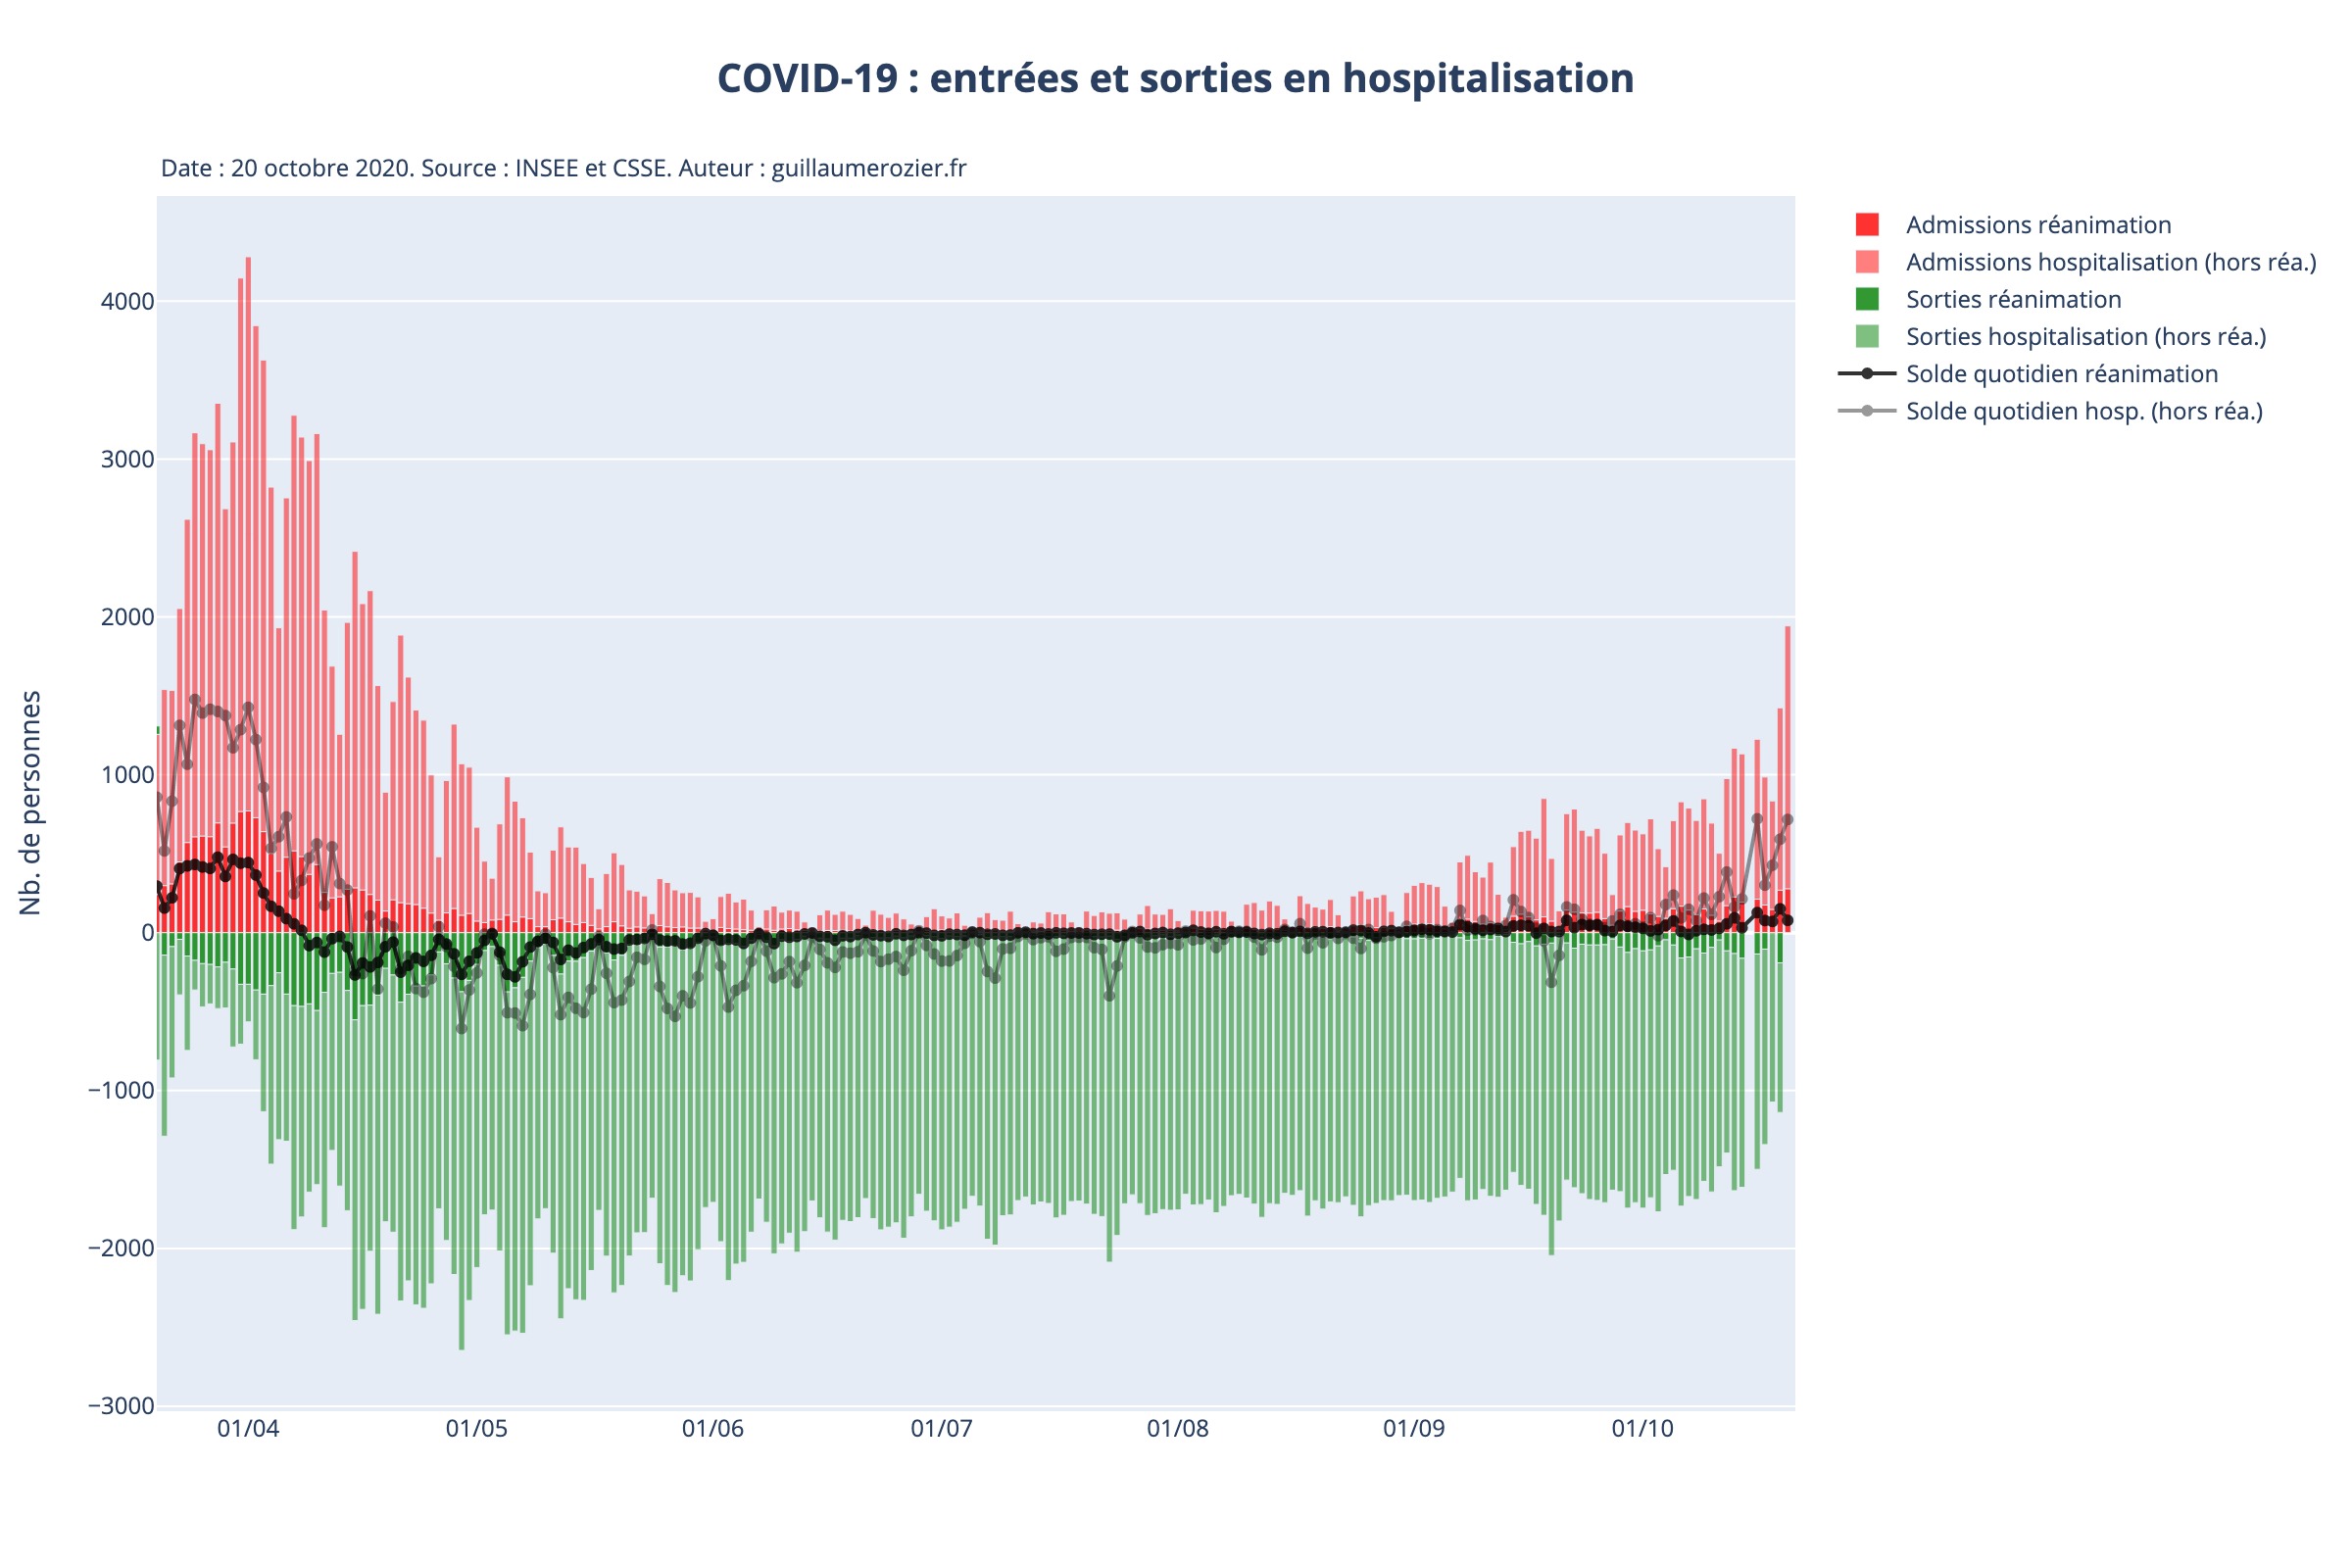 COVID-19 : entrées et sorties en hospitalisation
Date : 20 octobre 2020. Source : INSEE et CSSE. Auteur : guillaumerozier.fr
Admissions réanimation
Admissions hospitalisation (hors réa.)
Sorties réanimation
Sorties hospitalisation (hors réa.)
Solde quotidien réanimation
Solde quotidien hosp. (hors réa.)
Nb. de personnes
4000
3000
2000
1000
0
−1000
−2000
−3000
01/04 01/05 01/06 01/07 01/08 01/09 01/10